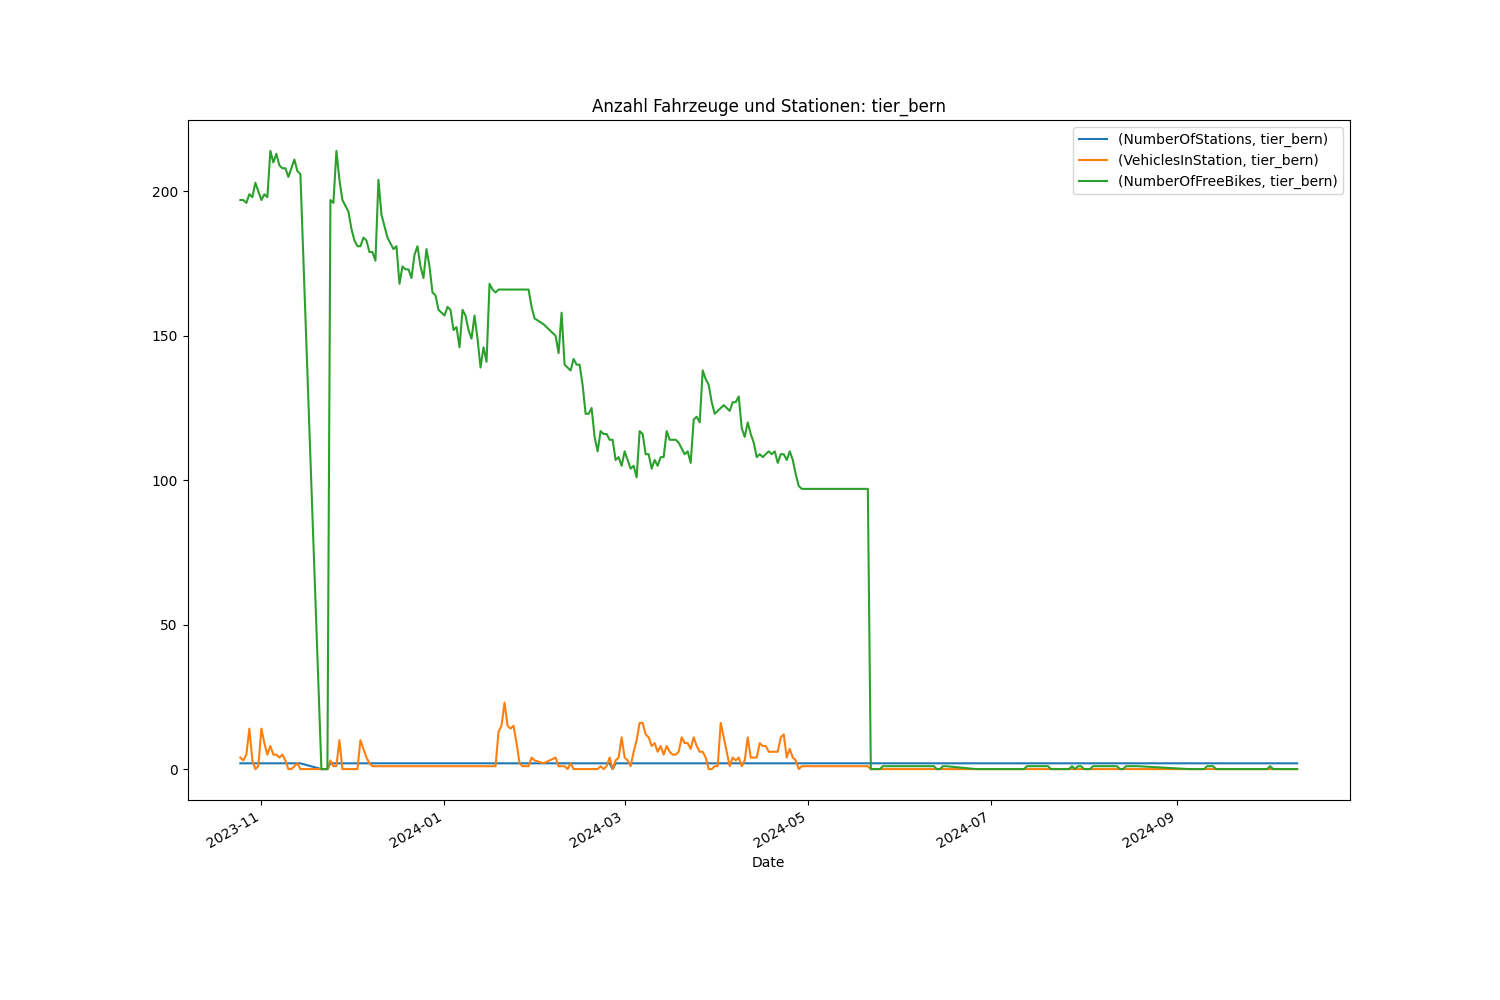 Anzahl Fahrzeuge und Stationen: tier_bern
(NumberOfStations, tier_bern)
(VehiclesInStation, tier_bern)
(NumberOfFreeBikes, tier_bern)
200
150
100
50
0
2023-11
2024-01
2024-03
2024-05
2024-07
2024-09
Date